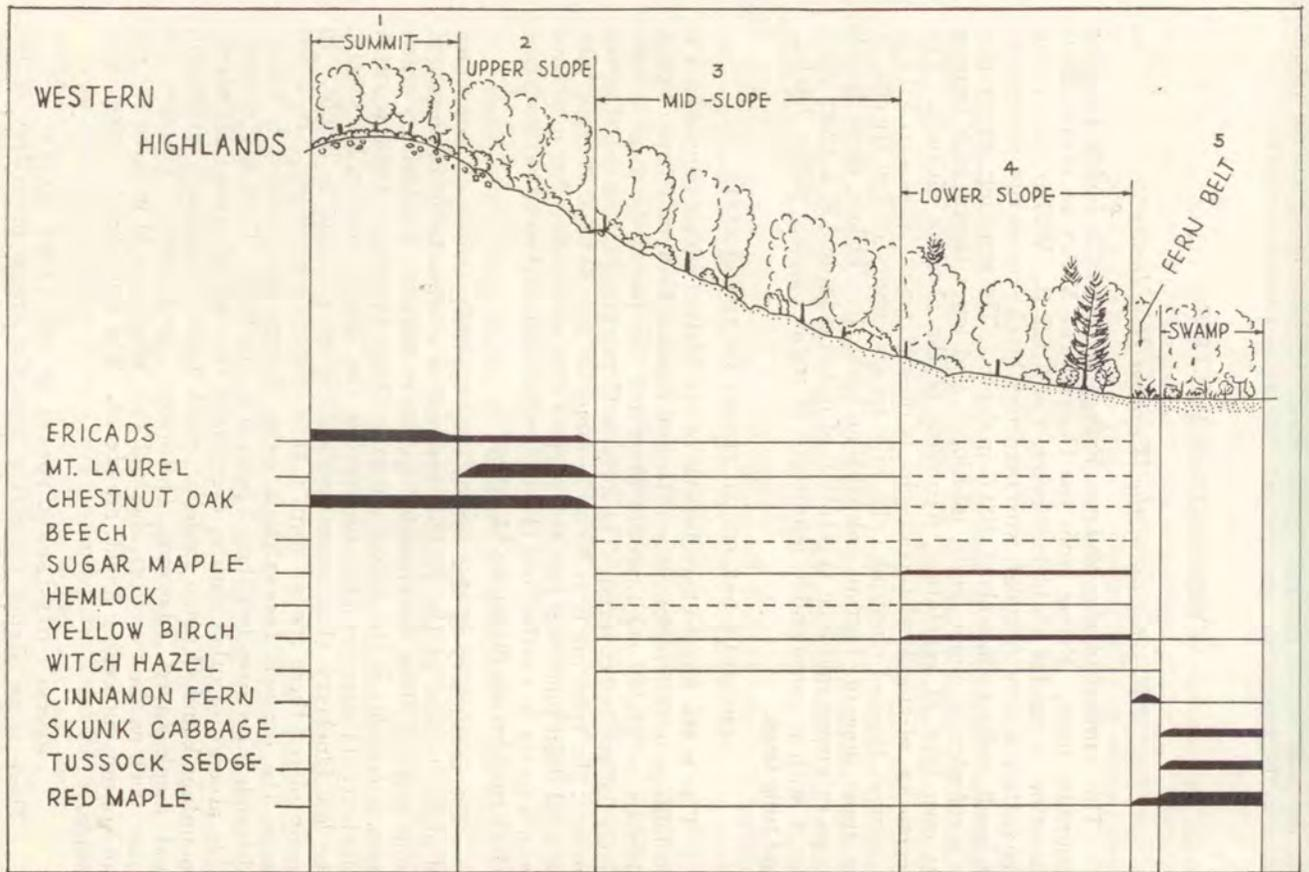 1
SUMMIT
2
UPPER SLOPE
3
MID-SLOPE
WESTERN
HIGHLANDS
4
LOWER SLOPE
5
FERN BELT
SWAMP
ERICADS
MT. LAUREL
CHESTNUT OAK
BEECH
SUGAR MAPLE
HEMLOCK
YELLOW BIRCH
WITCH HAZEL
CINNAMON FERN
SKUNK CABBAGE
TUSSOCK SEDGE
RED MAPLE